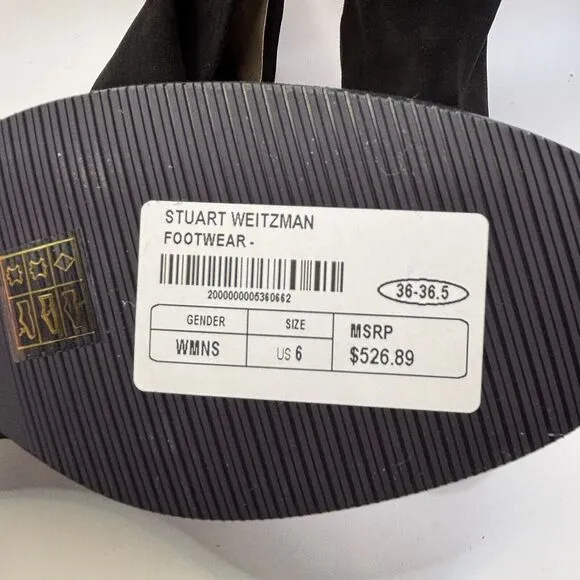 STUART WEITZMAN
FOOTWEAR -
2000000005360662
36-36.5
GENDER SIZE MSRP
WMNS US 6 $526.89